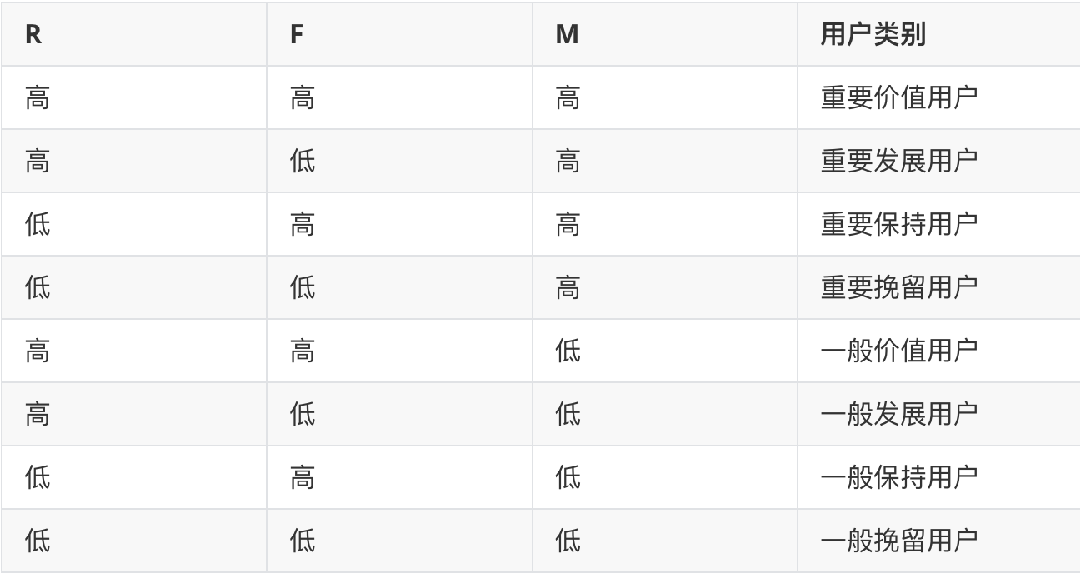 R F M 用户类别
高 高 高 重要价值用户
高 低 高 重要发展用户
低 高 高 重要保持用户
低 低 高 重要挽留用户
高 高 低 一般价值用户
高 低 低 一般发展用户
低 高 低 一般保持用户
低 低 低 一般挽留用户